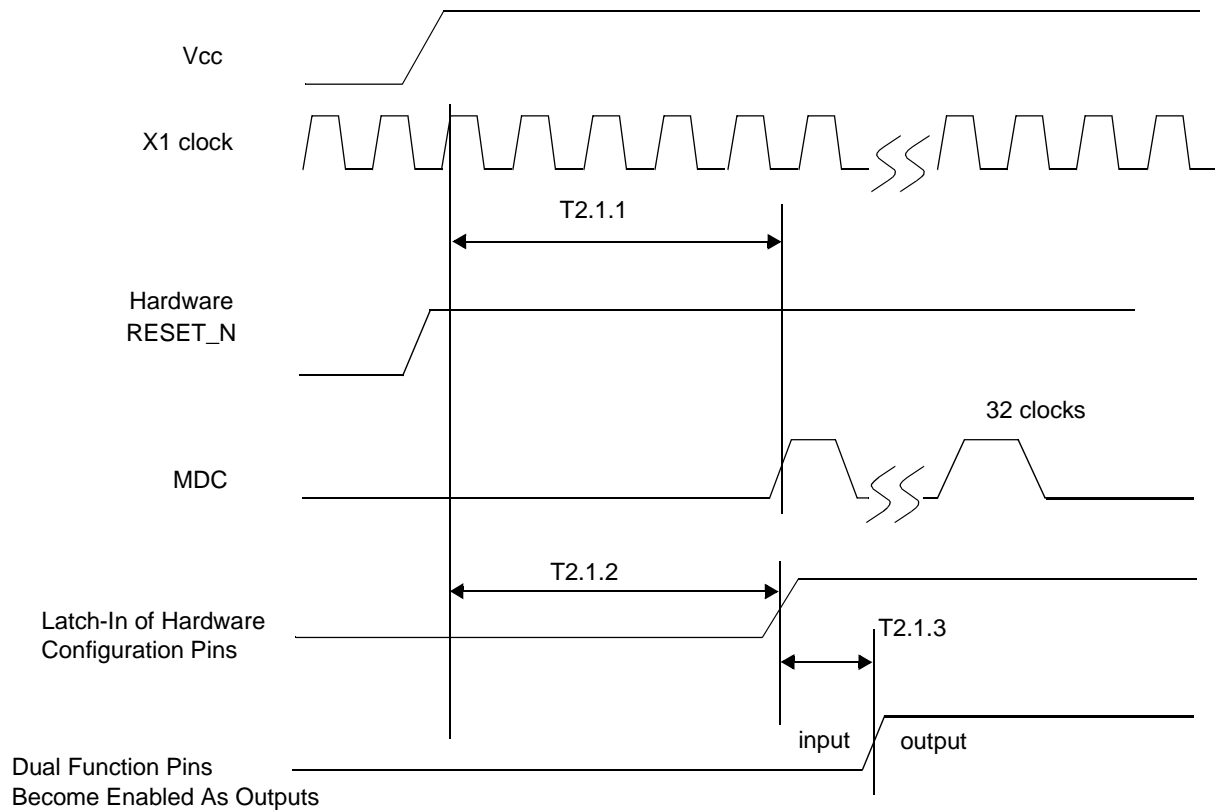 Vcc
X1 clock
T2.1.1
Hardware
RESET_N
32 clocks
MDC
T2.1.2
Latch-In of Hardware
Configuration Pins
T2.1.3
input
output
Dual Function Pins
Become Enabled As Outputs